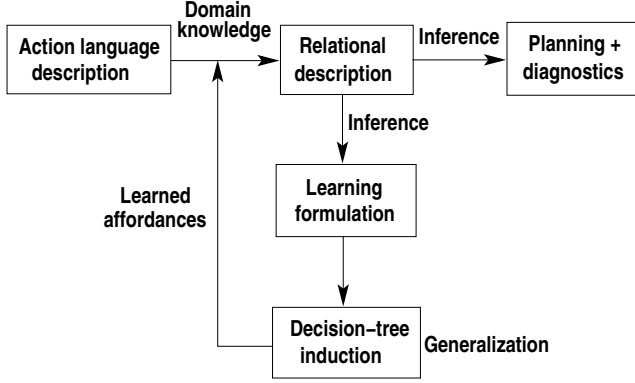 Domain
knowledge
Action language
description
Relational
description
Inference
Planning +
diagnostics
Inference
Learned
affordances
Learning
formulation
Decision−tree
induction
Generalization